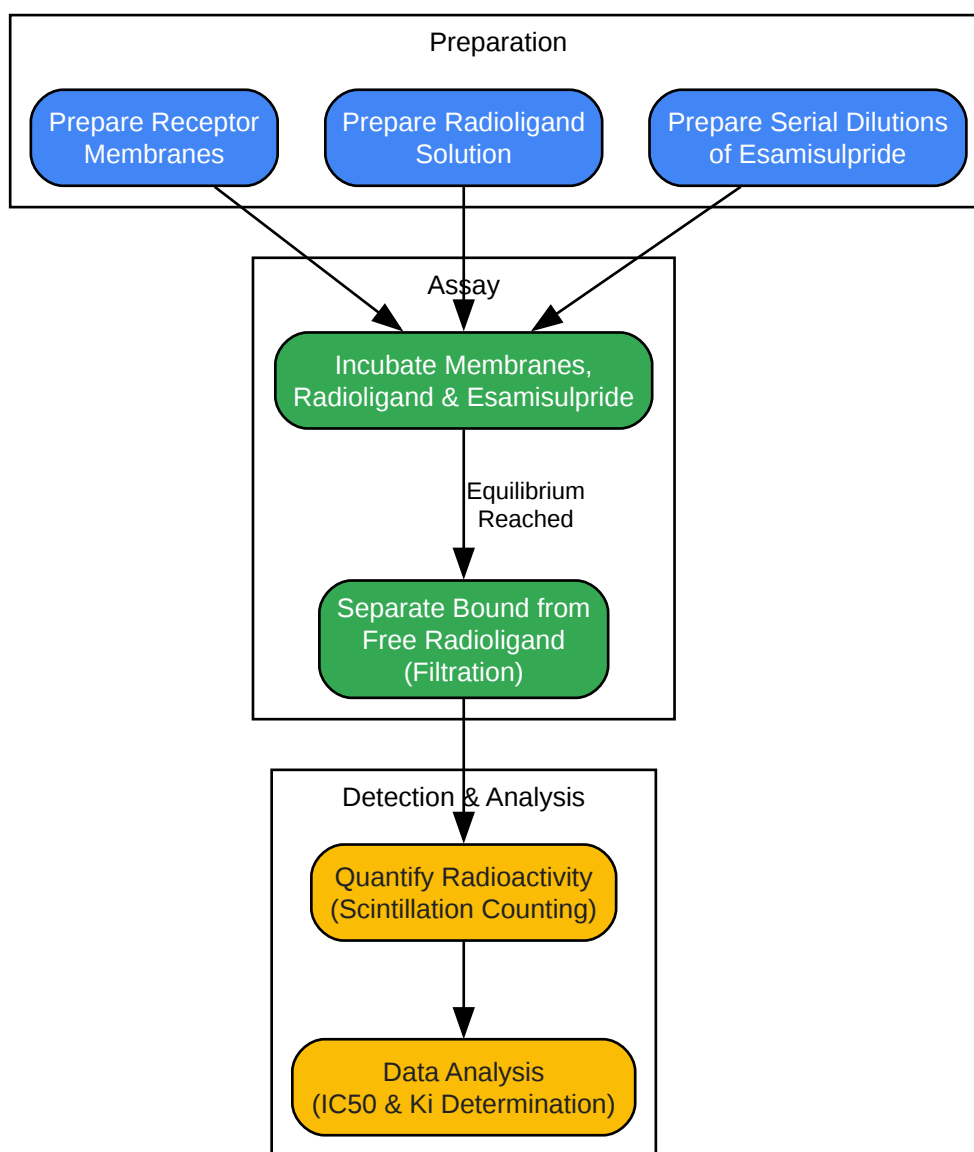 Preparation
Prepare Receptor
Membranes
Prepare Radioligand
Solution
Prepare Serial Dilutions
of Esamisulpride
Assay
Incubate Membranes,
Radioligand & Esamisulpride
Equilibrium
Reached
Separate Bound from
Free Radioligand
(Filtration)
Detection & Analysis
Quantify Radioactivity
(Scintillation Counting)
Data Analysis
(IC50 & Ki Determination)